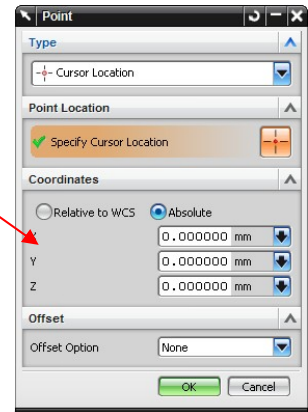 Point
Type
Cursor Location
Point Location
Specify Cursor Location
Coordinates
Relative to WCS Absolute
0.000000 mm
Y 0.000000 mm
Z 0.000000 mm
Offset
Offset Option None
OK Cancel